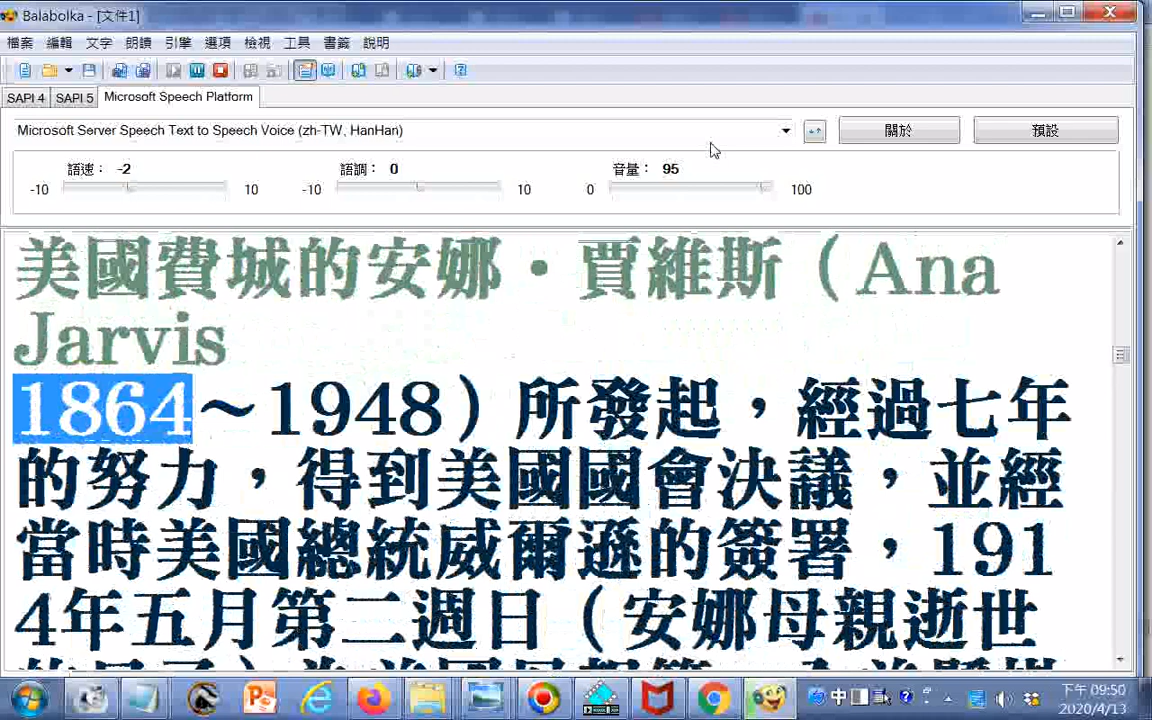 Balabolka - [文件1]
檔案 編輯 文字 朗讀 引擎 選項 檢視 工具 書籤 說明
SAPI 4 SAPI 5 Microsoft Speech Platform
Microsoft Server Speech Text to Speech Voice (zh-TW, HanHan) 關於 預設
語速： -2 語調： 0 音量： 95
-10 10 -10 10 0 100
美國費城的安娜‧賈維斯（Ana
Jarvis
1864～1948）所發起，經過七年
的努力，得到美國國會決議，並經
當時美國總統威爾遜的簽署，191
4年五月第二週日（安娜母親逝世
中
下午 09:50
2020/4/13